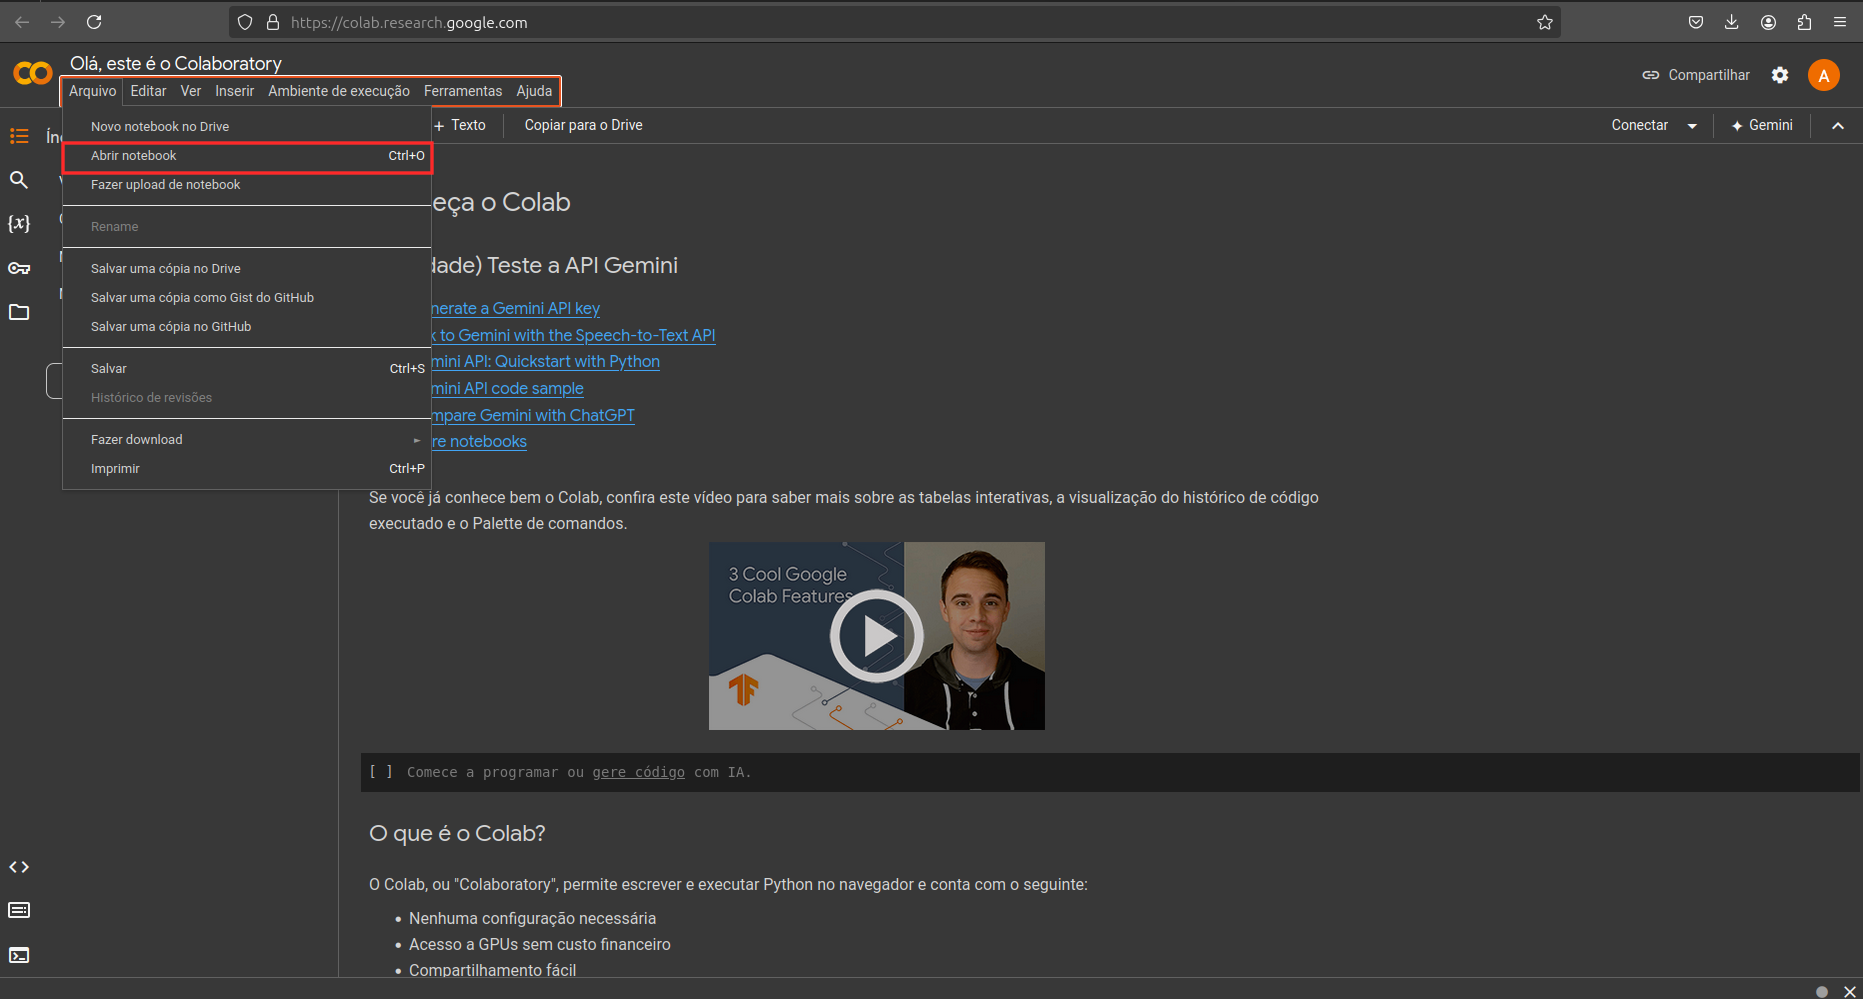 https://colab.research.google.com
Olá, este é o Colaboratory
Arquivo Editar Ver Inserir Ambiente de execução Ferramentas Ajuda
Compartilhar
A
Novo notebook no Drive
Abrir notebook Ctrl+O
Fazer upload de notebook
Rename
Salvar uma cópia no Drive
Salvar uma cópia como Gist do GitHub
Salvar uma cópia no GitHub
Salvar Ctrl+S
Histórico de revisões
Fazer download
Imprimir Ctrl+P
+ Texto Copiar para o Drive
Conectar Gemini
{x}
eça o Colab
dade) Teste a API Gemini
nerate a Gemini API key
k to Gemini with the Speech-to-Text API
mini API: Quickstart with Python
mini API code sample
mpare Gemini with ChatGPT
re notebooks
Se você já conhece bem o Colab, confira este vídeo para saber mais sobre as tabelas interativas, a visualização do histórico de código
executado e o Palette de comandos.
3 Cool Google
Colab Features
[ ] Comece a programar ou gere código com IA.
O que é o Colab?
O Colab, ou "Colaboratory", permite escrever e executar Python no navegador e conta com o seguinte:
• Nenhuma configuração necessária
• Acesso a GPUs sem custo financeiro
• Compartilhamento fácil